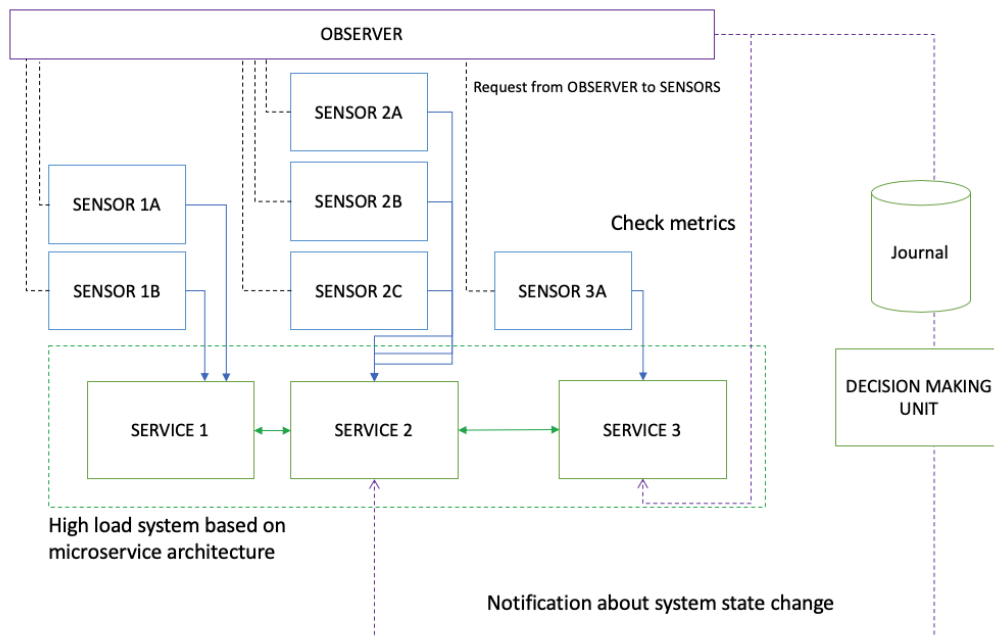 OBSERVER
Request from OBSERVER to SENSORS
SENSOR 2A
SENSOR 1A
SENSOR 2B
Check metrics
Journal
SENSOR 1B
SENSOR 2C
SENSOR 3A
DECISION MAKING
UNIT
SERVICE 1
SERVICE 2
SERVICE 3
High load system based on
microservice architecture
Notification about system state change